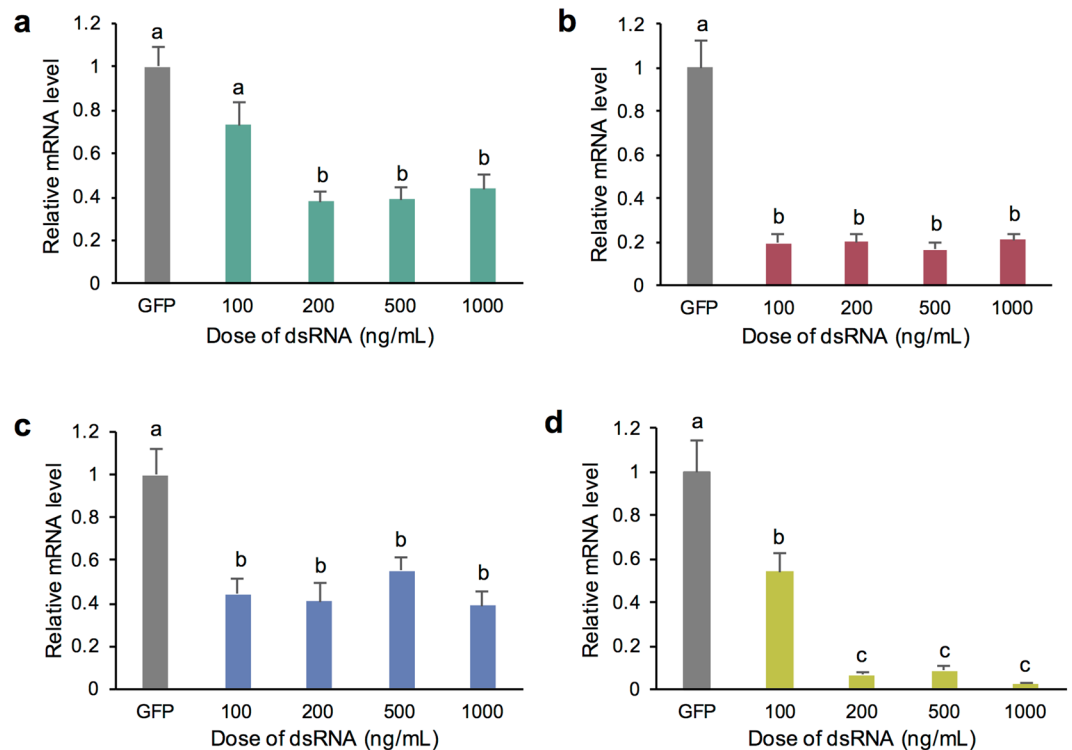 a
Relative mRNA level
1.2
1
0.8
0.6
0.4
0.2
0
a
a
b
b
b
GFP 100 200 500 1000
Dose of dsRNA (ng/mL)
b
Relative mRNA level
1.2
1
0.8
0.6
0.4
0.2
0
a
b
b
b
b
GFP 100 200 500 1000
Dose of dsRNA (ng/mL)
c
Relative mRNA level
1.2
1
0.8
0.6
0.4
0.2
0
a
b
b
b
b
GFP 100 200 500 1000
Dose of dsRNA (ng/mL)
d
Relative mRNA level
1.2
1
0.8
0.6
0.4
0.2
0
a
b
c
c
c
GFP 100 200 500 1000
Dose of dsRNA (ng/mL)